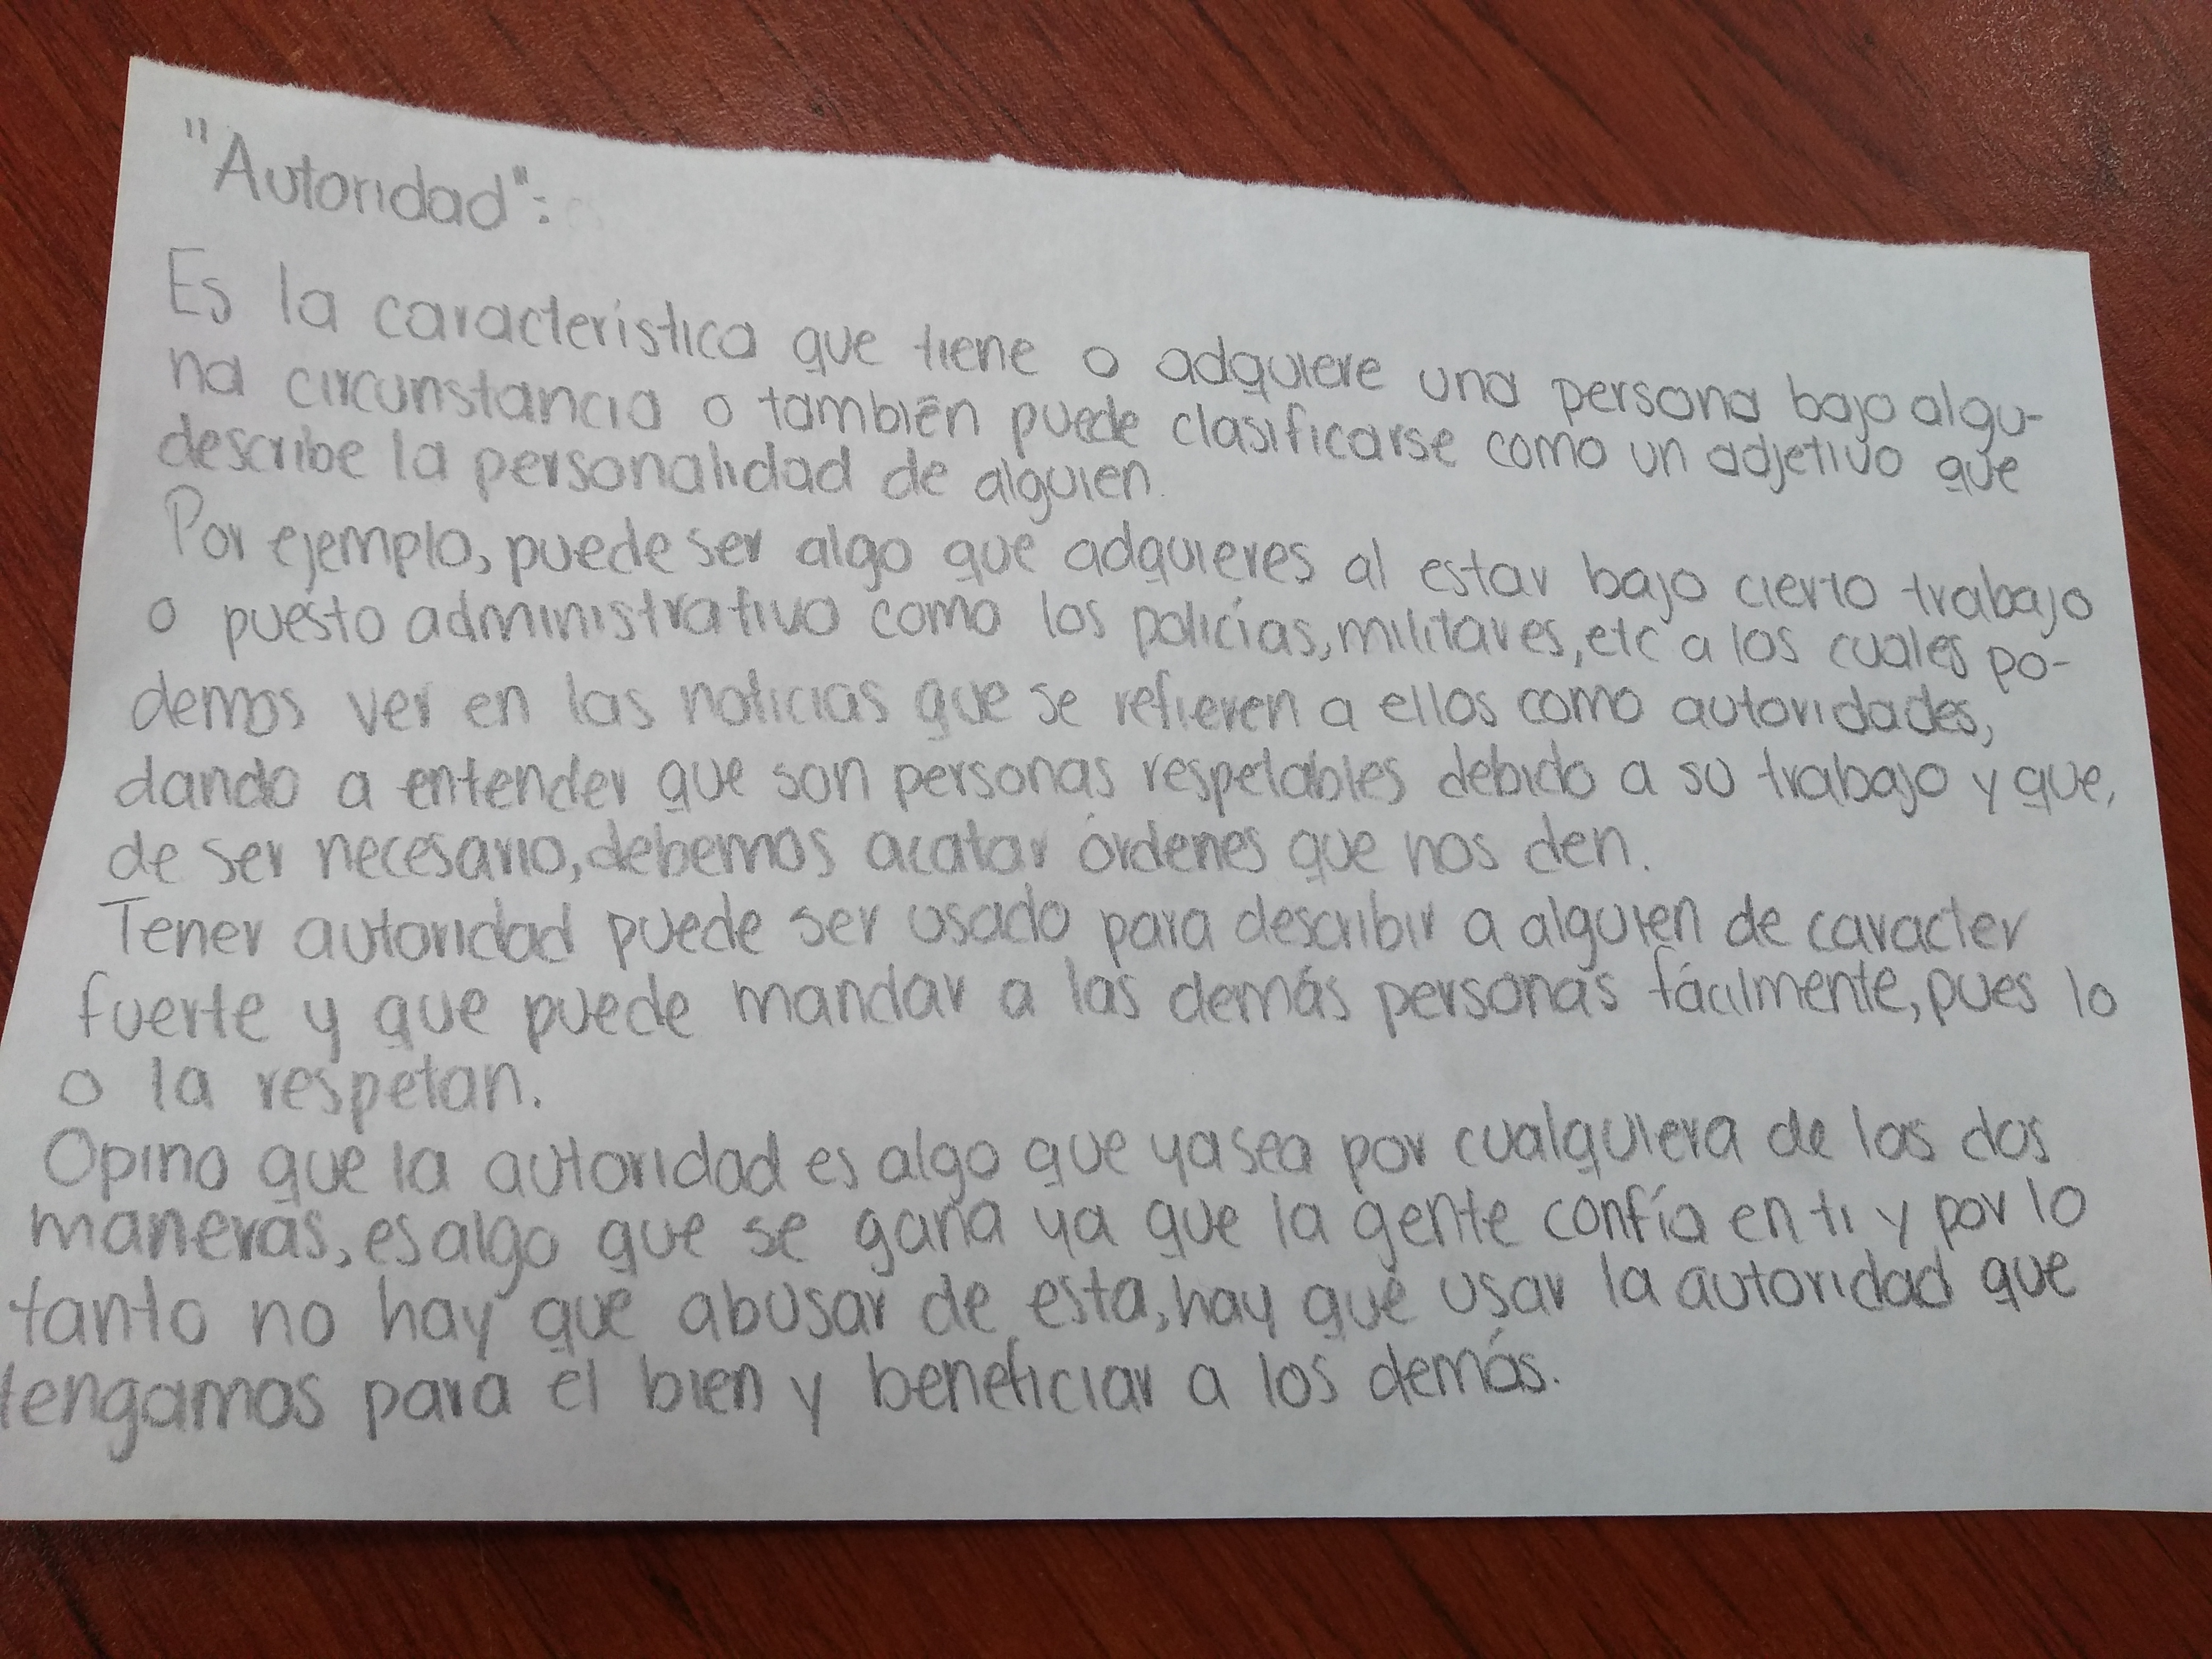 "Autoridad":
Es la característica que tiene o adquiere una persona bajo algu-
na circunstancia o también puede clasificarse como un adjetivo que
describe la personalidad de alguien.
Por ejemplo, puede ser algo que adquieres al estar bajo cierto trabajo
o puesto administrativo como los policías, militares, etc a los cuales po-
demos ver en las noticias que se refieren a ellos como autoridades,
dando a entender que son personas respetables debido a su trabajo y que,
de ser necesario, debemos acatar órdenes que nos den.
Tener autoridad puede ser usado para describir a alguien de caracter
fuerte y que puede mandar a las demás personas fácilmente, pues lo
o la respetan.
Opino que la autoridad es algo que ya sea por cualquiera de las dos
maneras, es algo que se gana ya que la gente confía en ti y por lo
tanto no hay que abusar de esta, hay que usar la autoridad que
tengamos para el bien y beneficiar a los demás.